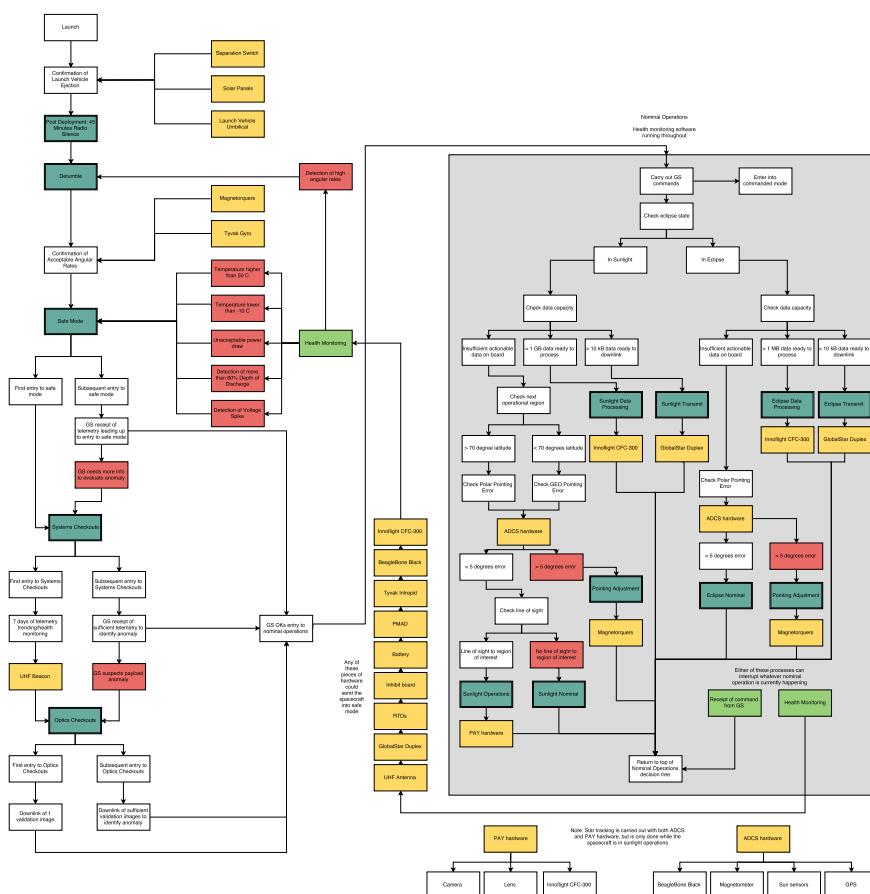 Launch
Separation Switch
Confirmation of
Launch Vehicle
Ejection
Solar Panels
Launch Vehicle
Umbilical
Post Deployment: 45
Minutes Radio
Silence
Detumble
Detection of high
angular rates
Magnetorquers
Tyvak Gyro
Confirmation of
Acceptable Angular
Rates
Temperature higher
than 50 C
Temperature lower
than -10 C
Safe Mode
Unacceptable power
draw
Health Monitoring
Detection of more
than 80% Depth of
Discharge
Detection of Voltage
Spike
First entry to safe
mode
Subsequent entry to
safe mode
GS receipt of
telemetry leading up
to entry to safe mode
GS needs more info
to evaluate anomaly
Systems Checkouts
First entry to Systems
Checkouts
Subsequent entry to
Systems Checkouts
7 days of telemetry
trending/health
monitoring
GS receipt of
sufficient telemetry to
identify anomaly
GS OKs entry to
nominal operations
UHF Beacon
GS suspects payload
anomaly
Optics Checkouts
First entry to Optics
Checkouts
Subsequent entry to
Optics Checkouts
Downlink of 1
validation image
Downlink of sufficient
validation images to
identify anomaly
Any of
these
pieces of
hardware
could
send the
spacecraft
into safe
mode
Innoflight CFC-300
BeagleBone Black
Tyvak Intrepid
PMAD
Battery
Inhibit board
RTDs
GlobalStar Duplex
UHF Antenna
Nominal Operations
Health monitoring software
running throughout
Carry out GS
commands
Enter into
commanded mode
Check eclipse state
In Sunlight
In Eclipse
Check data capacity
Check data capacity
Insufficient actionable
data on board
> 1 GB data ready to
process
> 10 kB data ready to
downlink
Insufficient actionable
data on board
> 1 MB data ready to
process
> 10 kB data ready to
downlink
Check next
operational region
Sunlight Data
Processing
Sunlight Transmit
Eclipse Data
Processing
Eclipse Transmit
> 70 degree latitude
< 70 degrees latitude
Innoflight CFC-300
GlobalStar Duplex
Innoflight CFC-300
GlobalStar Duplex
Check Polar Pointing
Error
Check GEO Pointing
Error
Check Polar Pointing
Error
ADCS hardware
ADCS hardware
< 5 degrees error
> 5 degrees error
< 5 degrees error
> 5 degrees error
Pointing Adjustment
Eclipse Nominal
Pointing Adjustment
Check line of sight
Magnetorquers
Magnetorquers
Line of sight to region
of interest
No line of sight to
region of interest
Sunlight Operations
Sunlight Nominal
PAY hardware
Either of these processes can
interrupt whatever nominal
operation is currently happening
Receipt of command
from GS
Health Monitoring
Return to top of
Nominal Operations
decision tree
PAY hardware
Note: Star tracking is carried out with both ADCS
and PAY hardware, but is only done while the
spacecraft is in sunlight operations
ADCS hardware
Camera
Lens
Innoflight CFC-300
BeagleBone Black
Magnetometer
Sun sensors
GPS